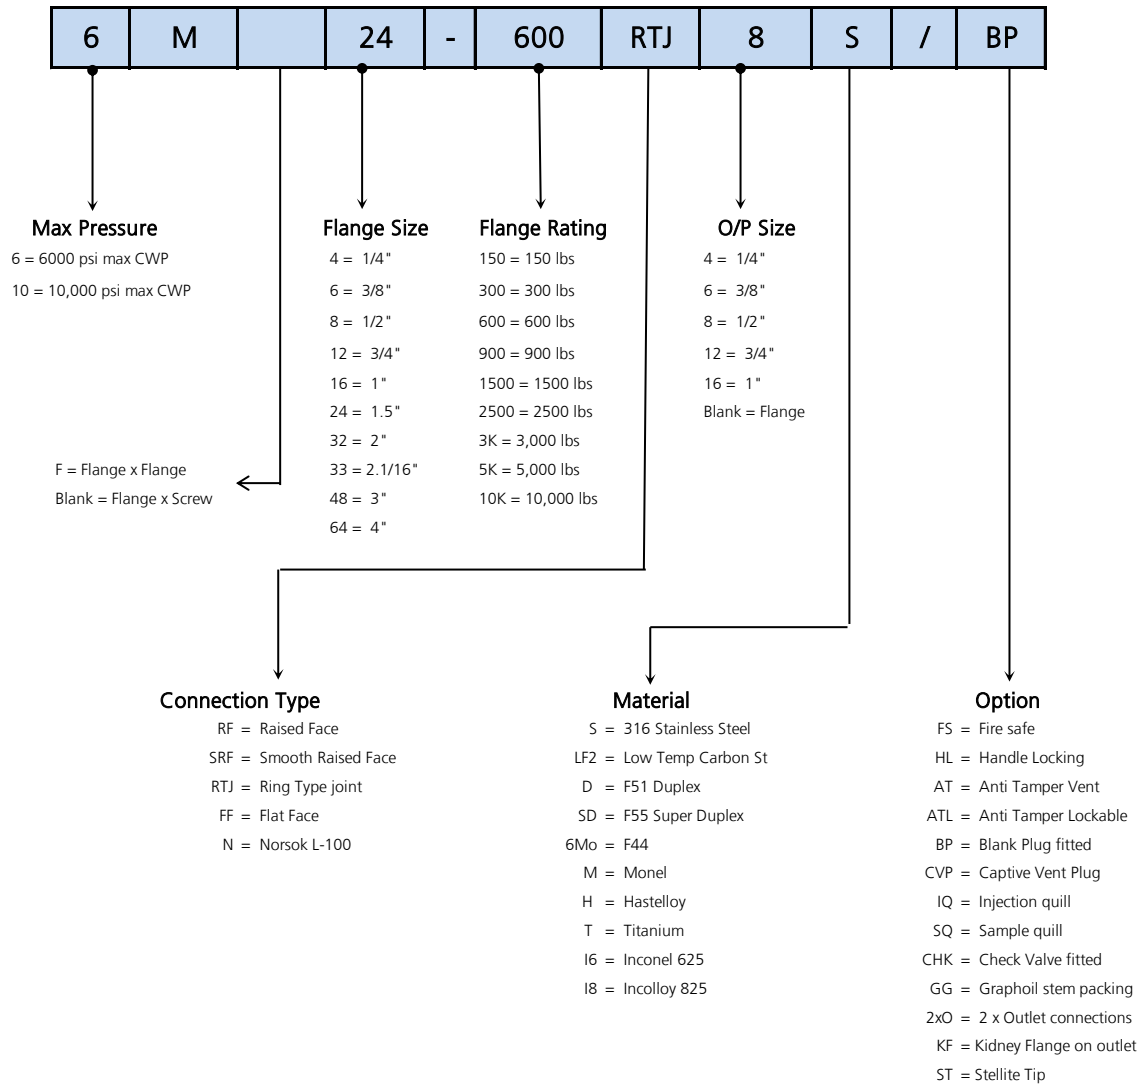 6 M 24 - 600 RTJ 8 S / BP
Max Pressure
6 = 6000 psi max CWP
10 = 10,000 psi max CWP
F = Flange x Flange
Blank = Flange x Screw
Flange Size
4 = 1/4"
6 = 3/8"
8 = 1/2"
12 = 3/4"
16 = 1"
24 = 1.5"
32 = 2"
33 = 2.1/16"
48 = 3"
64 = 4"
Flange Rating
150 = 150 lbs
300 = 300 lbs
600 = 600 lbs
900 = 900 lbs
1500 = 1500 lbs
2500 = 2500 lbs
3K = 3,000 lbs
5K = 5,000 lbs
10K = 10,000 lbs
O/P Size
4 = 1/4"
6 = 3/8"
8 = 1/2"
12 = 3/4"
16 = 1"
Blank = Flange
Connection Type
RF = Raised Face
SRF = Smooth Raised Face
RTJ = Ring Type joint
FF = Flat Face
N = Norsok L-100
Material
S = 316 Stainless Steel
LF2 = Low Temp Carbon St
D = F51 Duplex
SD = F55 Super Duplex
6Mo = F44
M = Monel
H = Hastelloy
T = Titanium
I6 = Inconel 625
I8 = Incolloy 825
Option
FS = Fire safe
HL = Handle Locking
AT = Anti Tamper Vent
ATL = Anti Tamper Lockable
BP = Blank Plug fitted
CVP = Captive Vent Plug
IQ = Injection quill
SQ = Sample quill
CHK = Check Valve fitted
GG = Graphoil stem packing
2xO = 2 x Outlet connections
KF = Kidney Flange on outlet
ST = Stellite Tip